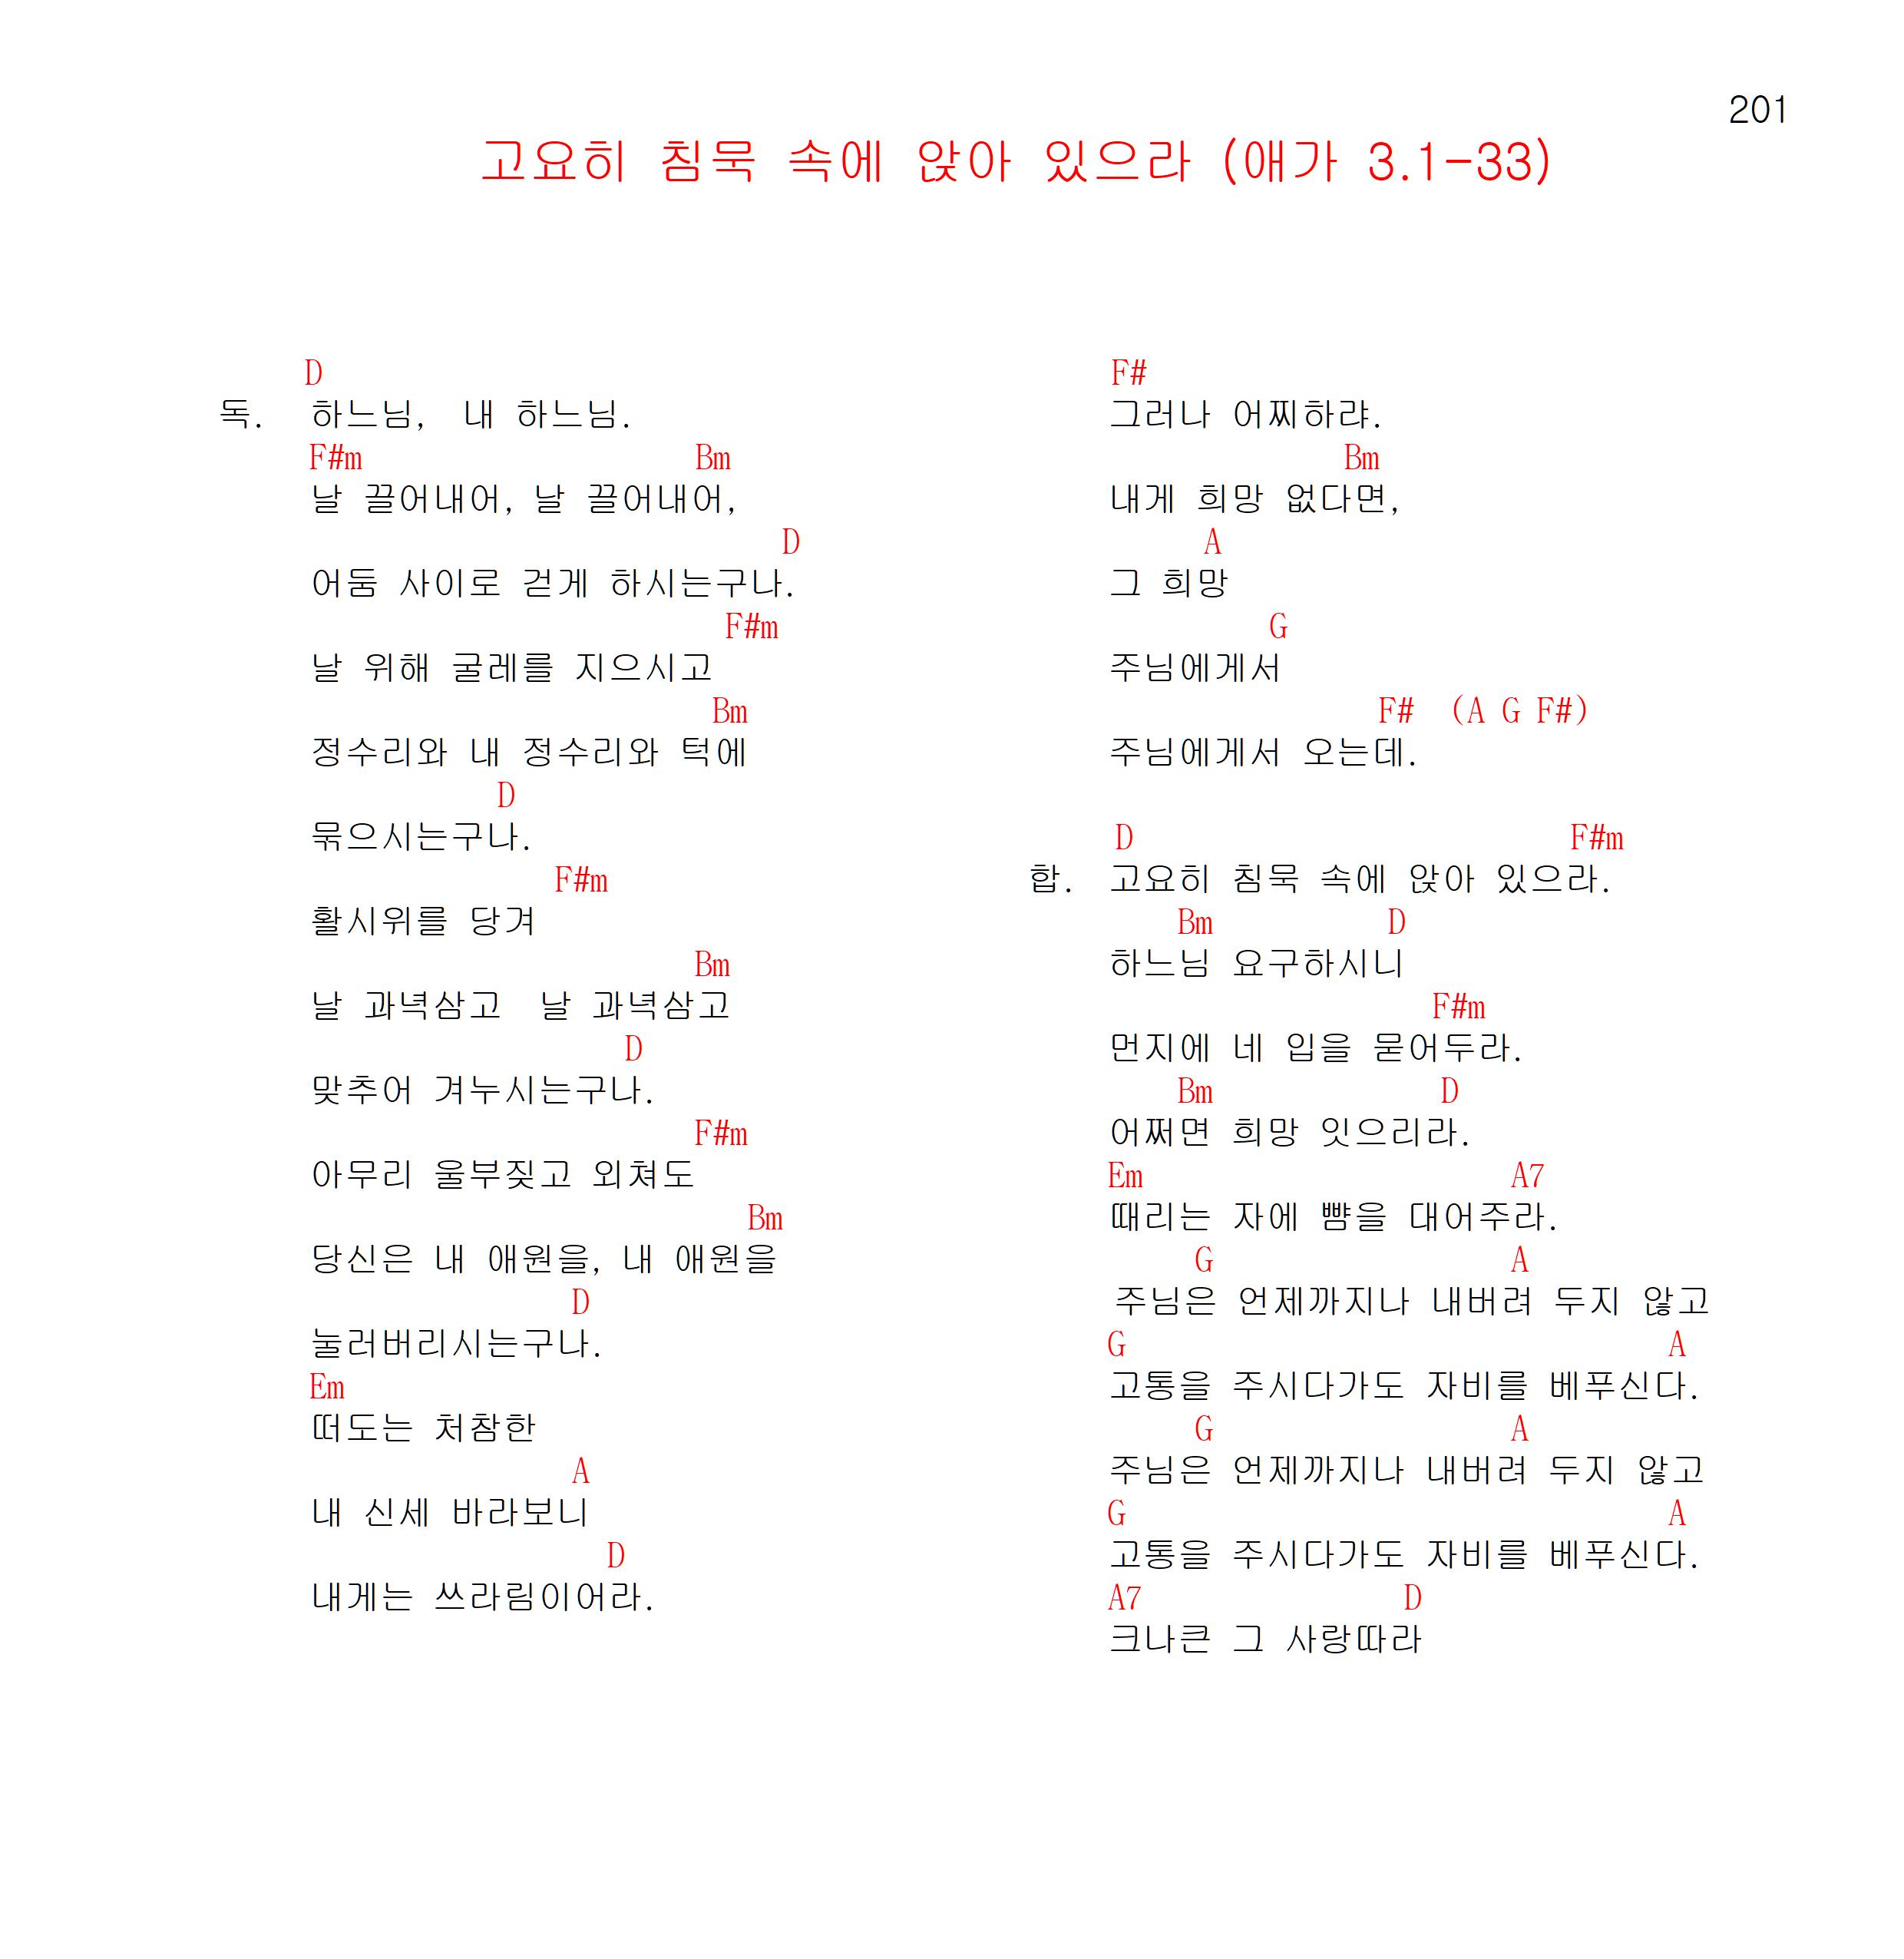 201
고요히 침묵 속에 앉아 있으라 (애가 3.1-33)
D
독. 하느님, 내 하느님.
F#m Bm
날 끌어내어, 날 끌어내어,
D
어둠 사이로 걷게 하시는구나.
F#m
날 위해 굴레를 지으시고
Bm
정수리와 내 정수리와 턱에
D
묶으시는구나.
F#m
활시위를 당겨
Bm
날 과녁삼고 날 과녁삼고
D
맞추어 겨누시는구나.
F#m
아무리 울부짖고 외쳐도
Bm
당신은 내 애원을, 내 애원을
D
눌러버리시는구나.
Em
떠도는 처참한
A
내 신세 바라보니
D
내게는 쓰라림이어라.
F#
그러나 어찌하랴.
Bm
내게 희망 없다면,
A
그 희망
G
주님에게서
F# (A G F#)
주님에게서 오는데.
D F#m
합. 고요히 침묵 속에 앉아 있으라.
Bm D
하느님 요구하시니
F#m
먼지에 네 입을 묻어두라.
Bm D
어쩌면 희망 잇으리라.
Em A7
때리는 자에 뺨을 대어주라.
G A
주님은 언제까지나 내버려 두지 않고
G A
고통을 주시다가도 자비를 베푸신다.
G A
주님은 언제까지나 내버려 두지 않고
G A
고통을 주시다가도 자비를 베푸신다.
A7 D
크나큰 그 사랑따라